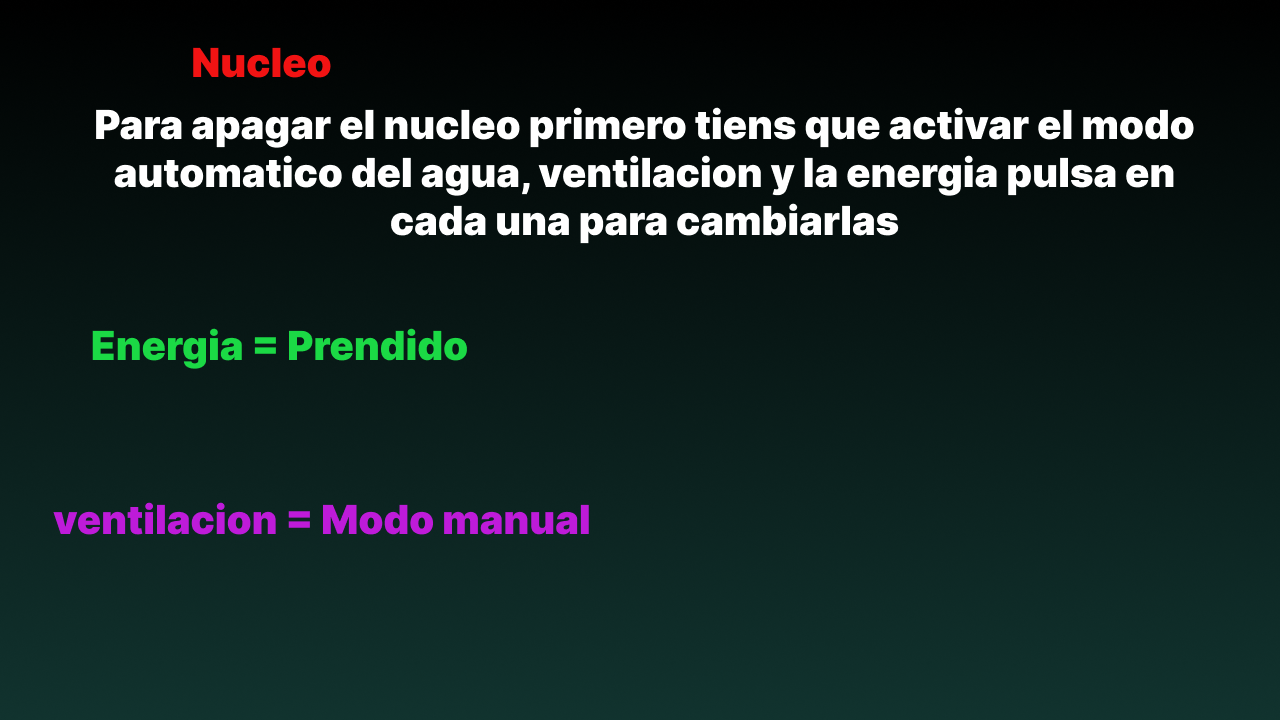 Nucleo
Para apagar el nucleo primero tiens que activar el modo
automatico del agua, ventilacion y la energia pulsa en
cada una para cambiarlas
Energia = Prendido
ventilacion = Modo manual